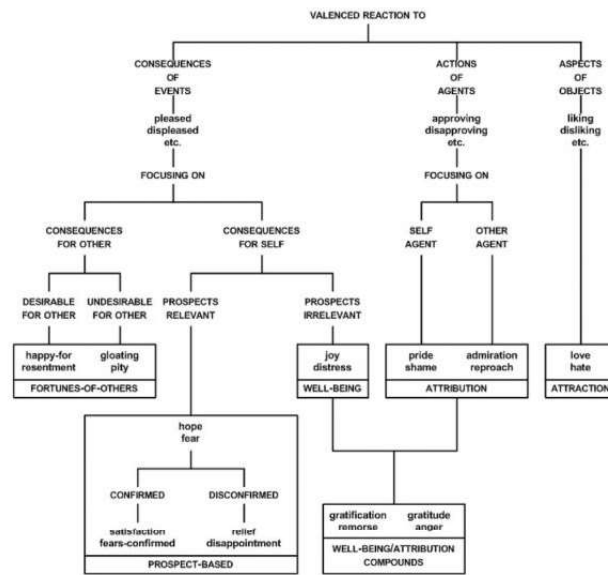 VALENCED REACTION TO
CONSEQUENCES
OF
EVENTS
ACTIONS
OF
AGENTS
ASPECTS
OF
OBJECTS
pleased
displeased
etc.
approving
disapproving
etc.
liking
disliking
etc.
FOCUSING ON
FOCUSING ON
CONSEQUENCES
FOR OTHER
CONSEQUENCES
FOR SELF
SELF
AGENT
OTHER
AGENT
DESIRABLE
FOR OTHER
UNDESIRABLE
FOR OTHER
PROSPECTS
RELEVANT
PROSPECTS
IRRELEVANT
happy-for
resentment
gloating
pity
FORTUNES-OF-OTHERS
joy
distress
WELL-BEING
pride
shame
admiration
reproach
ATTRIBUTION
love
hate
ATTRACTION
hope
fear
CONFIRMED
DISCONFIRMED
satisfaction
fears-confirmed
relief
disappointment
PROSPECT-BASED
gratification
remorse
gratitude
anger
WELL-BEING/ATTRIBUTION
COMPOUNDS